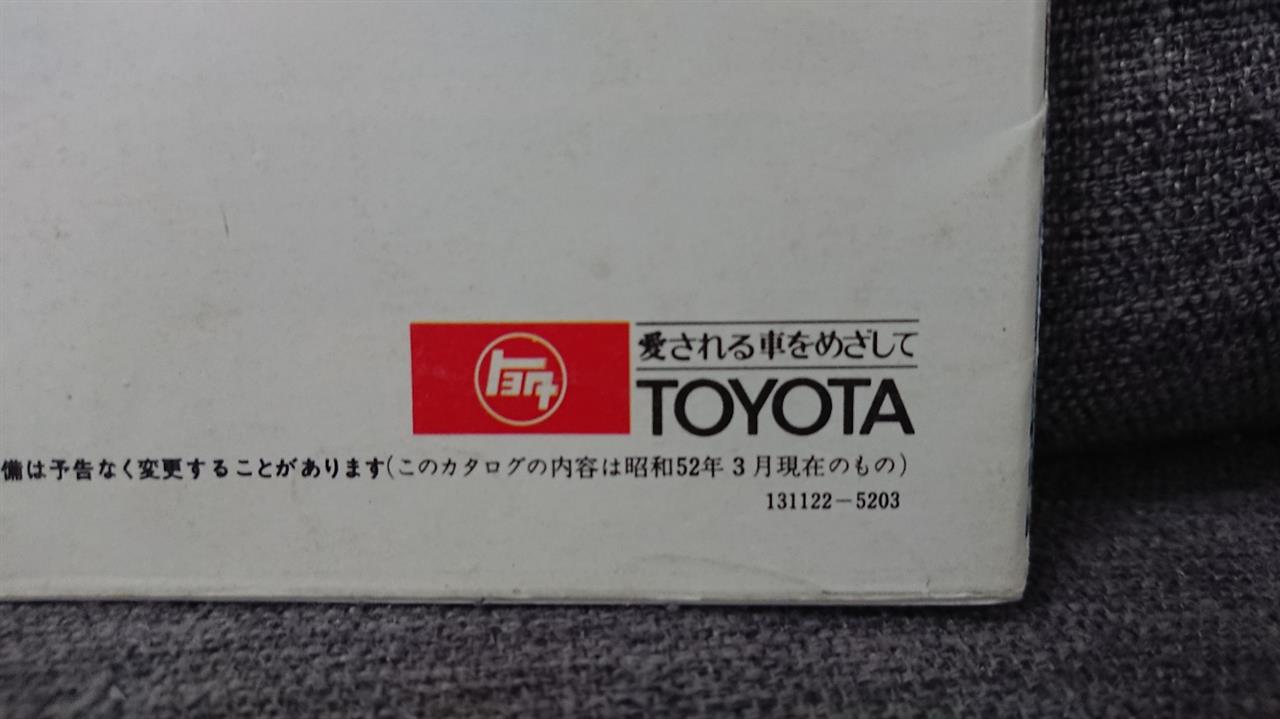 トヨタ
愛される車をめざして
TOYOTA
備は予告なく変更することがあります(このカタログの内容は昭和52年3月現在のもの)
131122-5203